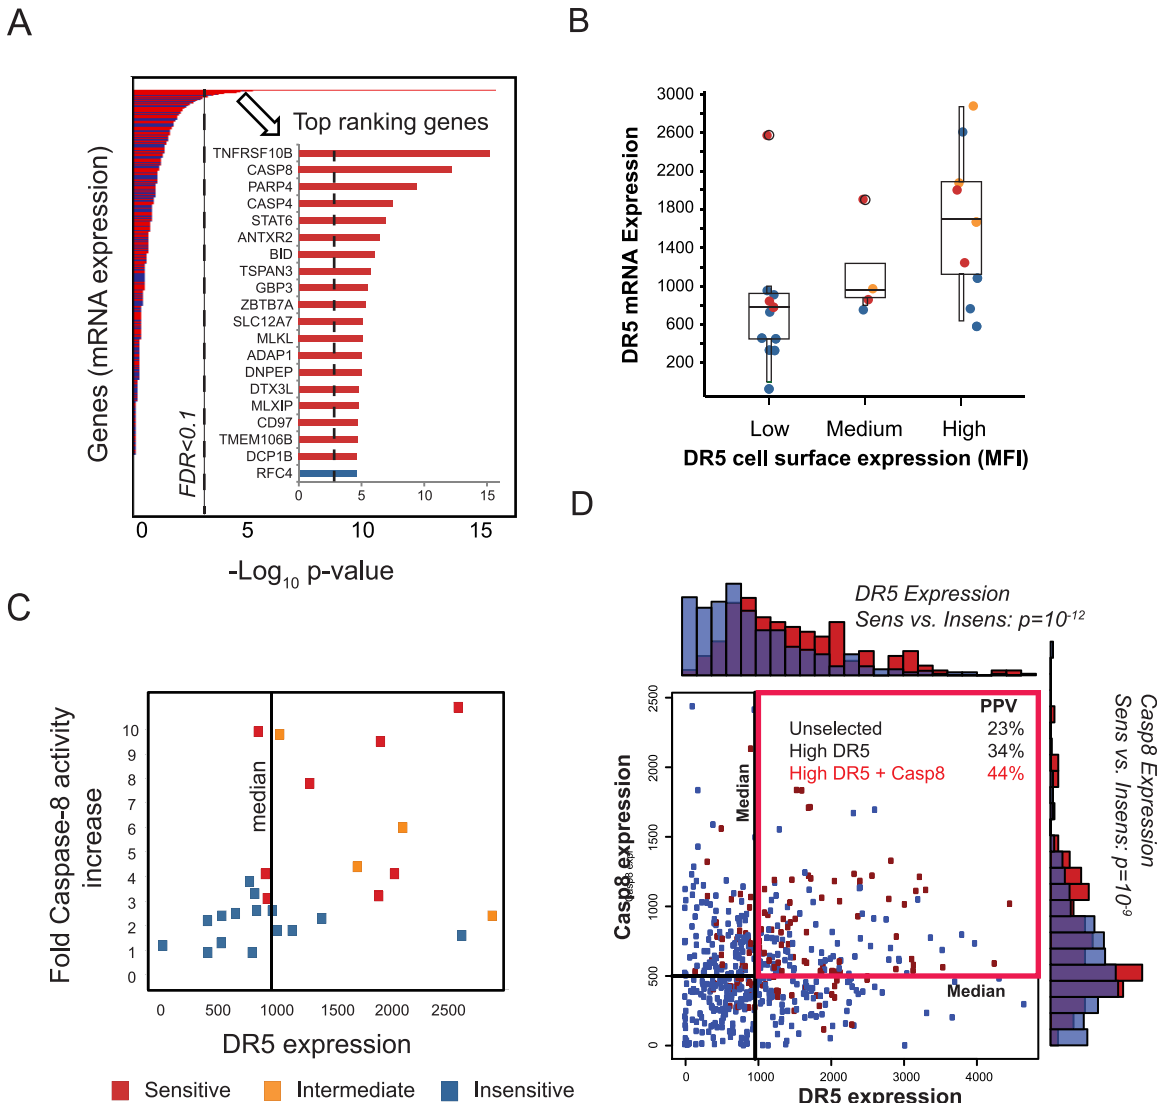 A
Genes (mRNA expression)
Top ranking genes
TNFRSF10B
CASP8
PARP4
CASP4
STAT6
ANTXR2
BID
TSPAN3
GBP3
ZBTB7A
SLC12A7
MLKL
ADAP1
DNPEP
DTX3L
MLXIP
CD97
TMEM106B
DCP1B
RFC4
0 5 10 15
FDR<0.1
0 5 10 15
-Log10 p-value
B
DR5 mRNA Expression
3000
2600
2200
1800
1400
1000
600
200
Low Medium High
DR5 cell surface expression (MFI)
C
Fold Caspase-8 activity
increase
10
9
8
7
6
5
4
3
2
1
0
median
0 500 1000 1500 2000 2500
DR5 expression
Sensitive Intermediate Insensitive
D
DR5 Expression
Sens vs. Insens: p=10-12
Casp8 Expression
Sens vs. Insens: p=10-9
PPV
Unselected 23%
High DR5 34%
High DR5 + Casp8 44%
Median
Median
Casp8 expression
Casp8 expr
2500
2000
1500
1000
500
0
0 1000 2000 3000 4000
DR5 expression